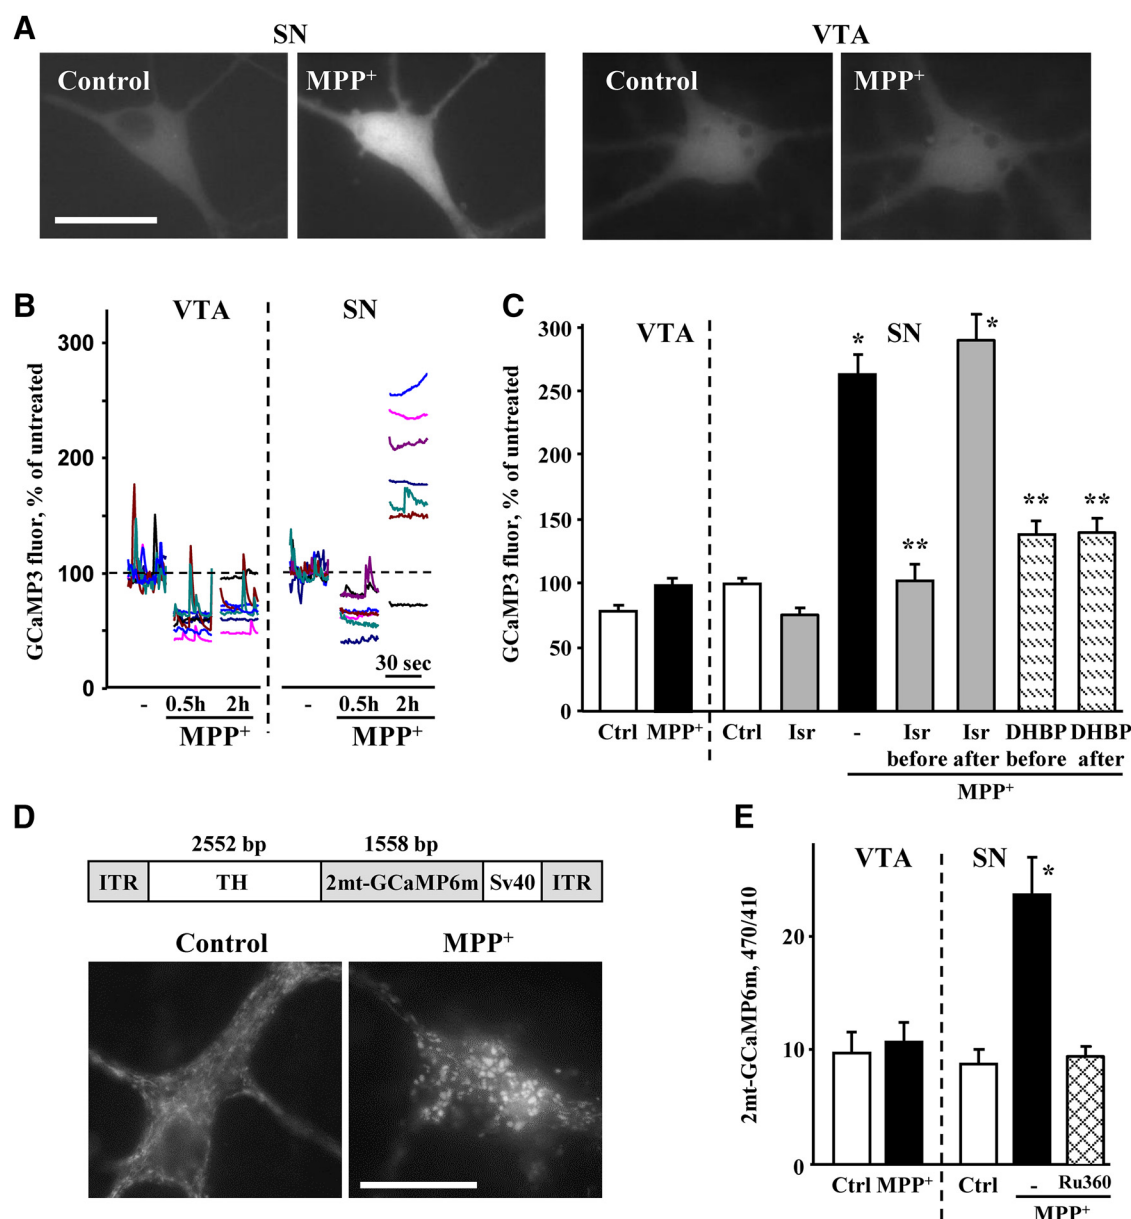 A
SN
VTA
Control
MPP+
Control
MPP+
B
VTA
SN
GCaMP3 fluor, % of untreated
300
200
100
0
30 sec
-
0.5h
2h
-
0.5h
2h
MPP+
MPP+
C
VTA
SN
GCaMP3 fluor, % of untreated
300
250
200
150
100
50
0
*
**
*
**
**
Ctrl
MPP+
Ctrl
Isr
-
Isr before
Isr after
DHBP before
DHBP after
MPP+
D
2552 bp
1558 bp
ITR
TH
2mt-GCaMP6m
Sv40
ITR
Control
MPP+
E
VTA
SN
2mt-GCaMP6m, 470/410
20
10
0
*
Ctrl
MPP+
Ctrl
-
Ru360
MPP+